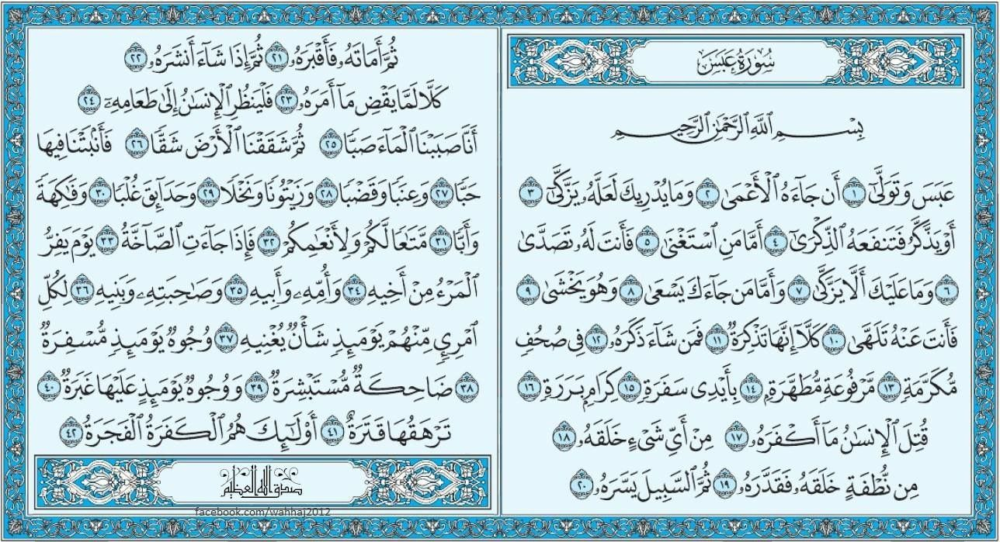 سُورَةُ عَبَسَ
بِسْمِ ٱللَّهِ ٱلرَّحْمَٰنِ ٱلرَّحِيمِ
عَبَسَ وَتَوَلَّىٰٓ ١ أَن جَآءَهُ ٱلْأَعْمَىٰ ٢ وَمَا يُدْرِيكَ لَعَلَّهُۥ يَزَّكَّىٰٓ ٣
أَوْ يَذَّكَّرُ فَتَنفَعَهُ ٱلذِّكْرَىٰٓ ٤ أَمَّا مَنِ ٱسْتَغْنَىٰ ٥ فَأَنتَ لَهُۥ تَصَدَّىٰ
٦ وَمَا عَلَيْكَ أَلَّا يَزَّكَّىٰ ٧ وَأَمَّا مَن جَآءَكَ يَسْعَىٰ ٨ وَهُوَ يَخْشَىٰ ٩
فَأَنتَ عَنْهُ تَلَهَّىٰ ١٠ كَلَّآ إِنَّهَا تَذْكِرَةٌ ١١ فَمَن شَآءَ ذَكَرَهُۥ ١٢ فِى صُحُفٍ
مُّكَرَّمَةٍ ١٣ مَّرْفُوعَةٍ مُّطَهَّرَةٍۭ ١٤ بِأَيْدِى سَفَرَةٍ ١٥ كِرَامٍۭ بَرَرَةٍ ١٦
قُتِلَ ٱلْإِنسَٰنُ مَآ أَكْفَرَهُۥ ١٧ مِنْ أَىِّ شَىْءٍ خَلَقَهُۥ ١٨
مِن نُّطْفَةٍ خَلَقَهُۥ فَقَدَّرَهُۥ ١٩ ثُمَّ ٱلسَّبِيلَ يَسَّرَهُۥ ٢٠
ثُمَّ أَمَاتَهُۥ فَأَقْبَرَهُۥ ٢١ ثُمَّ إِذَا شَآءَ أَنشَرَهُۥ ٢٢
كَلَّا لَمَّا يَقْضِ مَآ أَمَرَهُۥ ٢٣ فَلْيَنظُرِ ٱلْإِنسَٰنُ إِلَىٰ طَعَامِهِۦٓ ٢٤
أَنَّا صَبَبْنَا ٱلْمَآءَ صَبًّا ٢٥ ثُمَّ شَقَقْنَا ٱلْأَرْضَ شَقًّا ٢٦ فَأَنۢبَتْنَا فِيهَا
حَبًّا ٢٧ وَعِنَبًا وَقَضْبًا ٢٨ وَزَيْتُونًا وَنَخْلًا ٢٩ وَحَدَآئِقَ غُلْبًا ٣٠ وَفَٰكِهَةً
وَأَبًّا ٣١ مَّتَٰعًا لَّكُمْ وَلِأَنْعَٰمِكُمْ ٣٢ فَإِذَا جَآءَتِ ٱلصَّآخَّةُ ٣٣ يَوْمَ يَفِرُّ
ٱلْمَرْءُ مِنْ أَخِيهِ ٣٤ وَأُمِّهِۦ وَأَبِيهِ ٣٥ وَصَٰحِبَتِهِۦ وَبَنِيهِ ٣٦ لِكُلِّ
ٱمْرِئٍ مِّنْهُمْ يَوْمَئِذٍ شَأْنٌ يُغْنِيهِ ٣٧ وُجُوهٌ يَوْمَئِذٍ مُّسْفِرَةٌ
٣٨ ضَاحِكَةٌ مُّسْتَبْشِرَةٌ ٣٩ وَوُجُوهٌ يَوْمَئِذٍ عَلَيْهَا غَبَرَةٌ ٤٠
تَرْهَقُهَا قَتَرَةٌ ٤١ أُو۟لَٰٓئِكَ هُمُ ٱلْكَفَرَةُ ٱلْفَجَرَةُ ٤٢
صدق الله العظيم
facebook.com/wahhaj2012